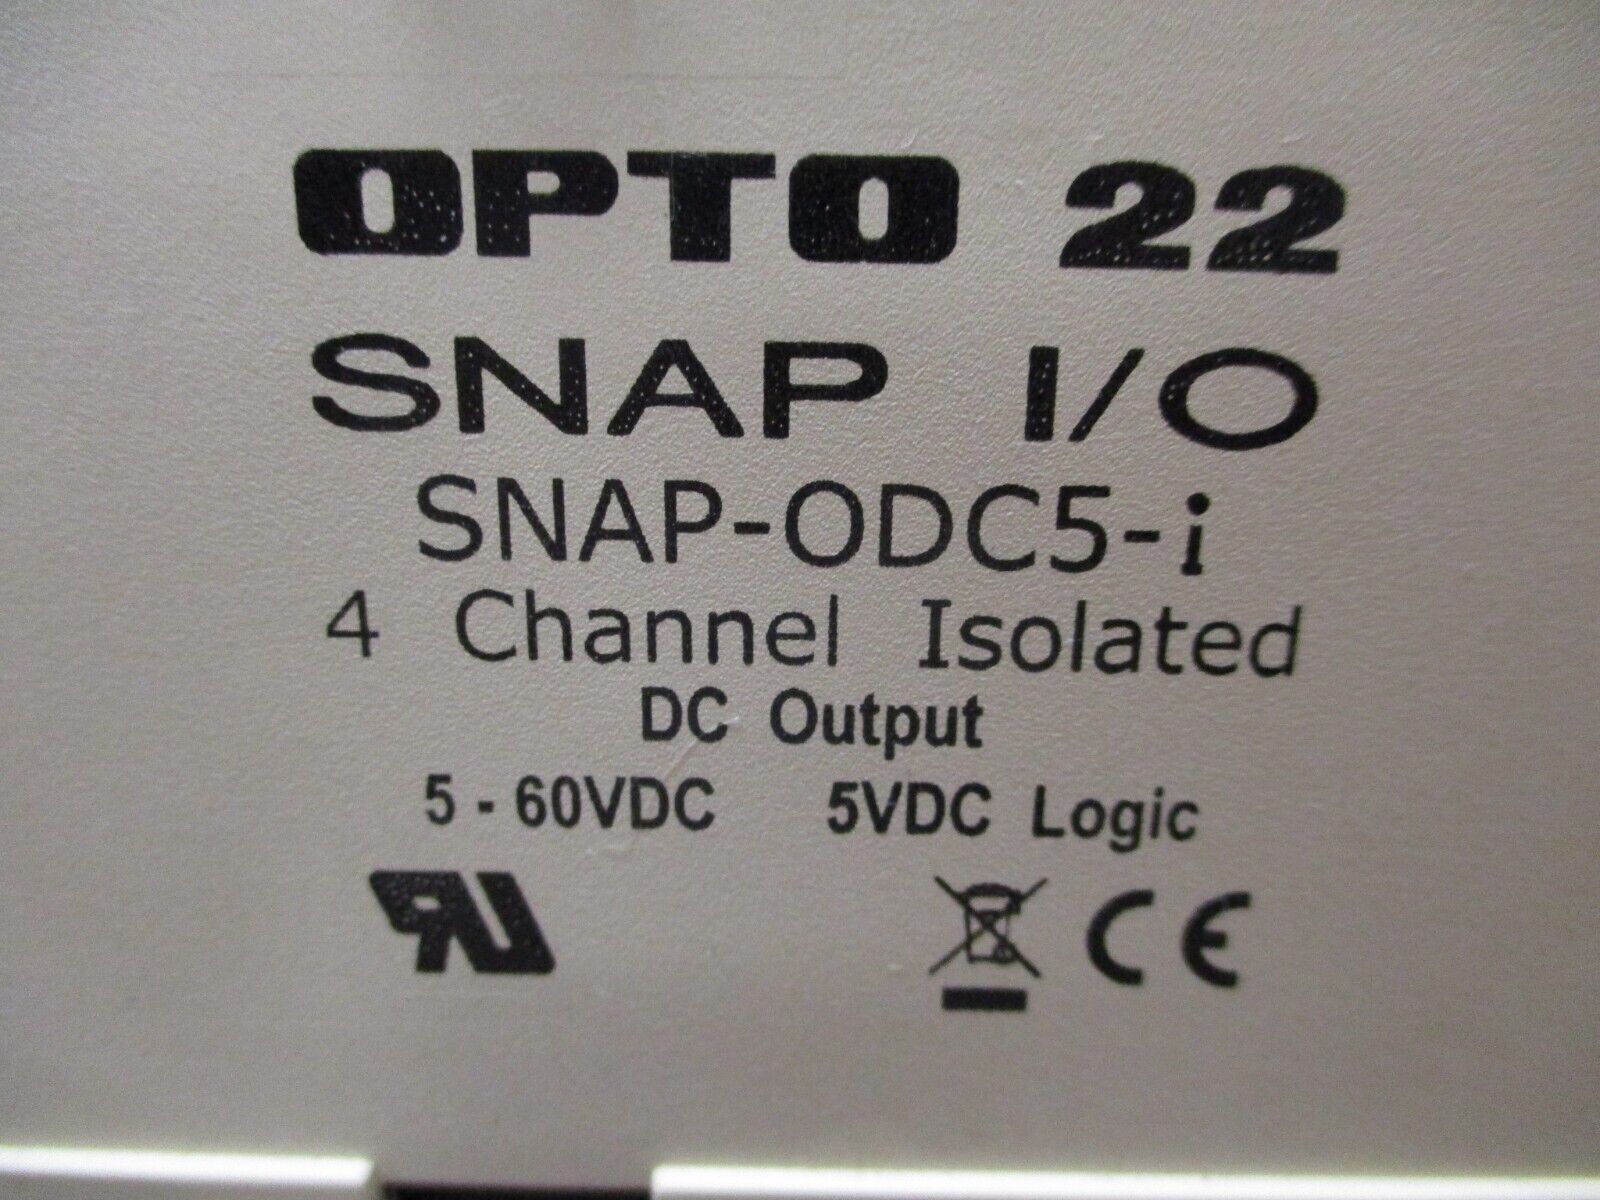 OPTO 22
SNAP I/O
SNAP-ODC5-i
4 Channel Isolated
DC Output
5 - 60VDC 5VDC Logic
CE